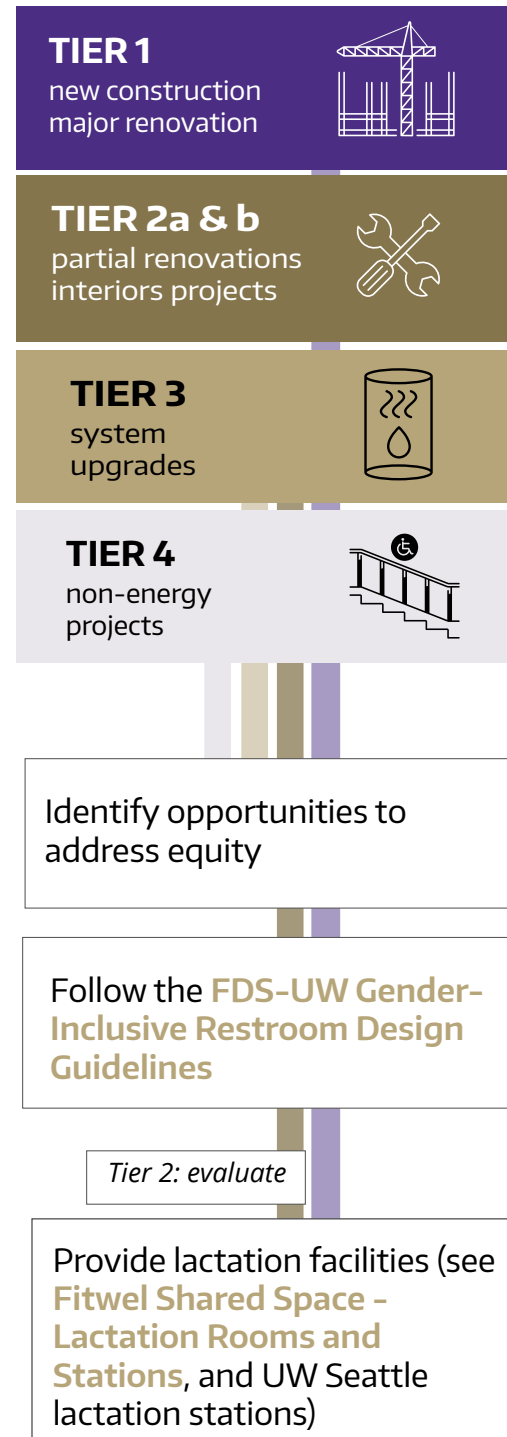 TIER 1
new construction
major renovation
TIER 2a & b
partial renovations
interiors projects
TIER 3
system
upgrades
TIER 4
non-energy
projects
Identify opportunities to
address equity
Follow the FDS-UW Gender-
Inclusive Restroom Design
Guidelines
Tier 2: evaluate
Provide lactation facilities (see
Fitwel Shared Space -
Lactation Rooms and
Stations, and UW Seattle
lactation stations)